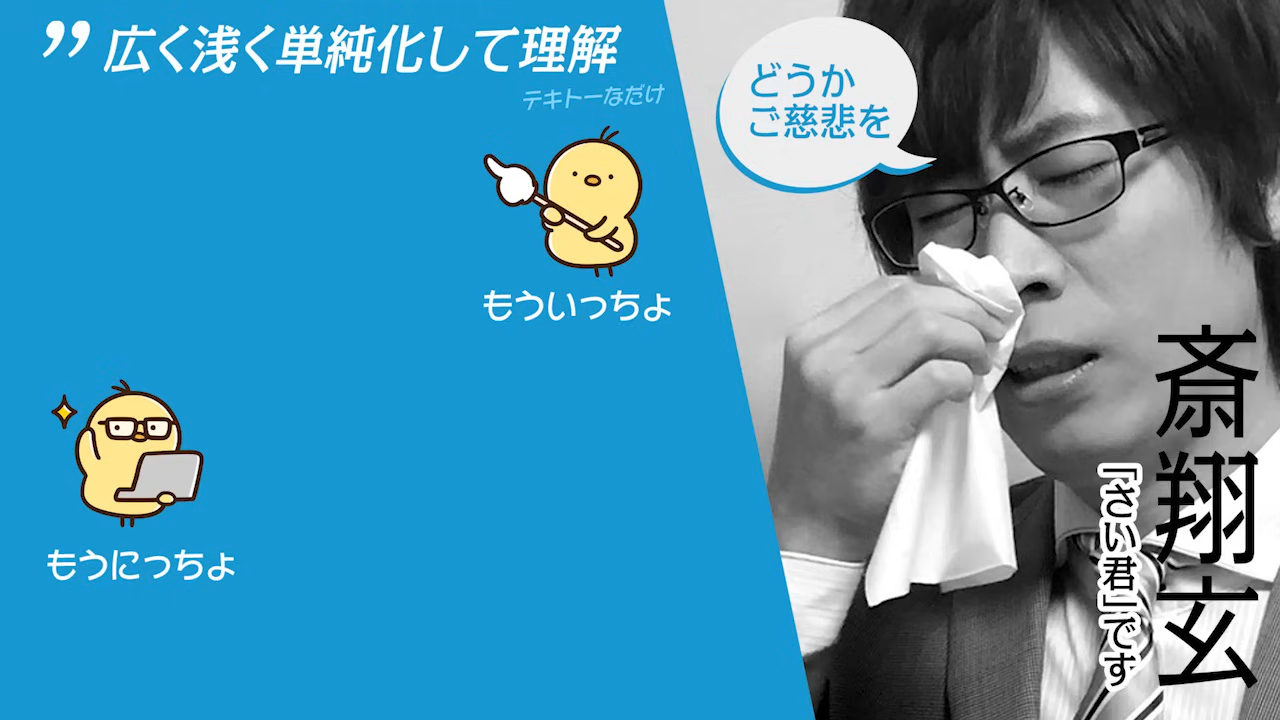 ”広く浅く単純化して理解
テキトーなだけ
もういっちょ
もうにっちょ
どうか
ご慈悲を
斎翔玄
「さい君」です